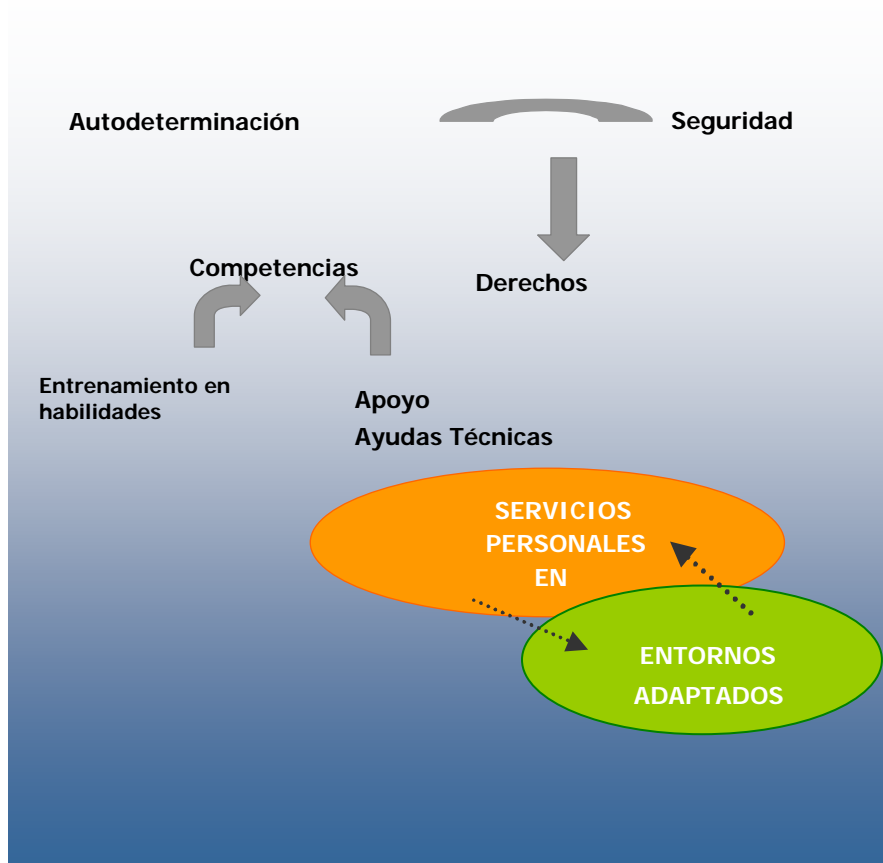 Autodeterminación
Seguridad
Competencias
Derechos
Entrenamiento en
habilidades
Apoyo
Ayudas Técnicas
SERVICIOS
PERSONALES
EN
ENTORNOS
ADAPTADOS